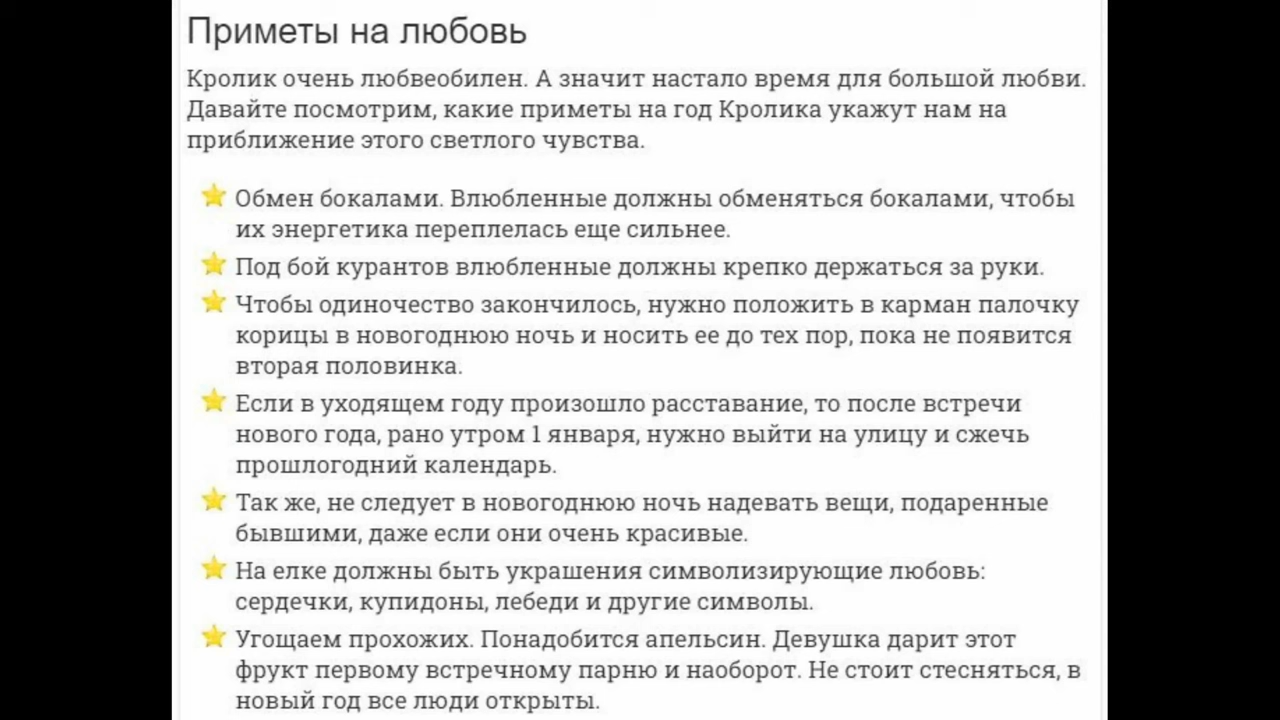 Приметы на любовь
Кролик очень любвеобилен. А значит настало время для большой любви.
Давайте посмотрим, какие приметы на год Кролика укажут нам на
приближение этого светлого чувства.
Обмен бокалами. Влюбленные должны обменяться бокалами, чтобы
их энергетика переплелась еще сильнее.
Под бой курантов влюбленные должны крепко держаться за руки.
Чтобы одиночество закончилось, нужно положить в карман палочку
корицы в новогоднюю ночь и носить ее до тех пор, пока не появится
вторая половинка.
Если в уходящем году произошло расставание, то после встречи
нового года, рано утром 1 января, нужно выйти на улицу и сжечь
прошлогодний календарь.
Так же, не следует в новогоднюю ночь надевать вещи, подаренные
бывшими, даже если они очень красивые.
На елке должны быть украшения символизирующие любовь:
сердечки, купидоны, лебеди и другие символы.
Угощаем прохожих. Понадобится апельсин. Девушка дарит этот
фрукт первому встречному парню и наоборот. Не стоит стесняться, в
новый год все люди открыты.